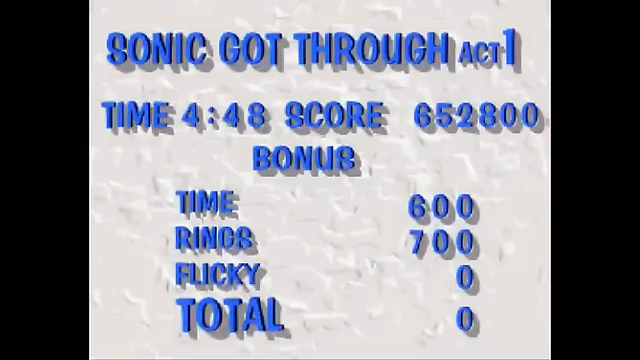 SONIC GOT THROUGH ACT 1
TIME 4:48 SCORE 652800
BONUS
TIME 600
RINGS 700
FLICKY 0
TOTAL 0